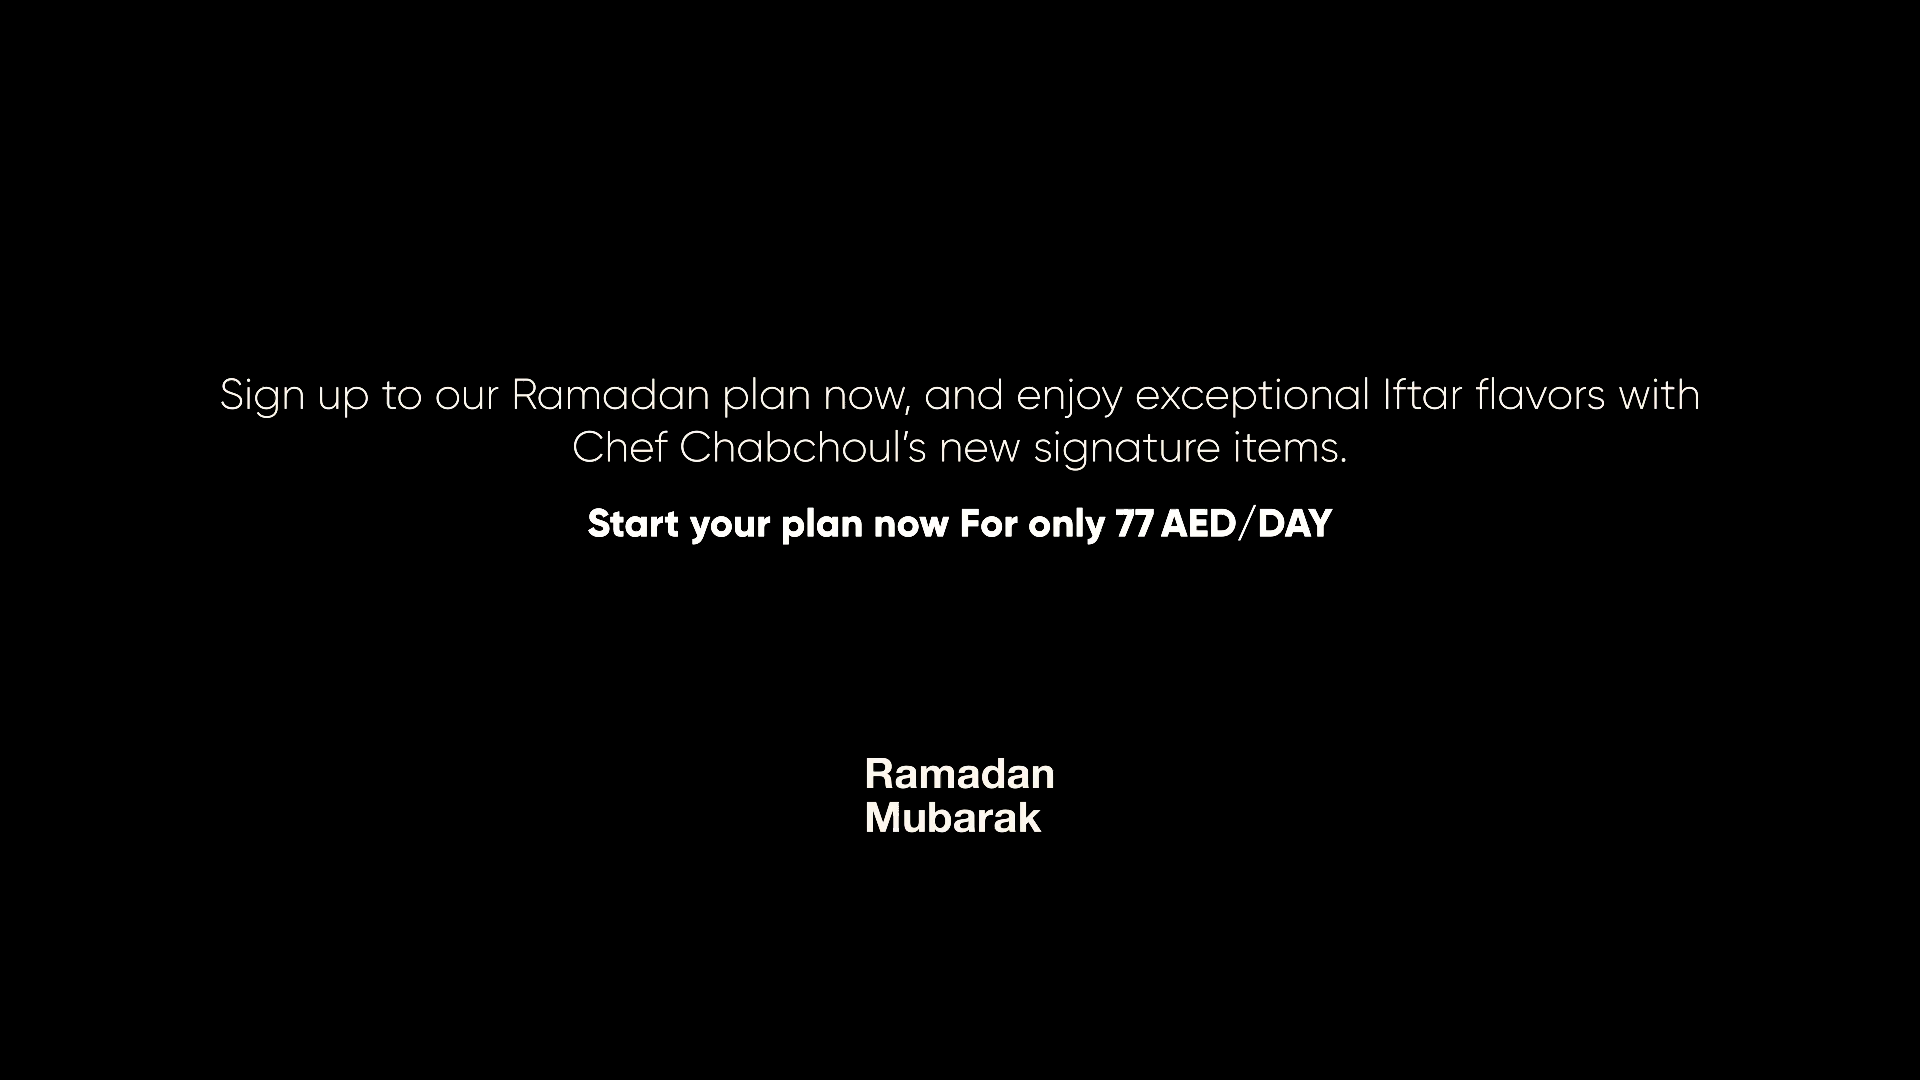 Sign up to our Ramadan plan now, and enjoy exceptional Iftar flavors with
Chef Chabchoul’s new signature items.
Start your plan now For only 77 AED/DAY
Ramadan
Mubarak